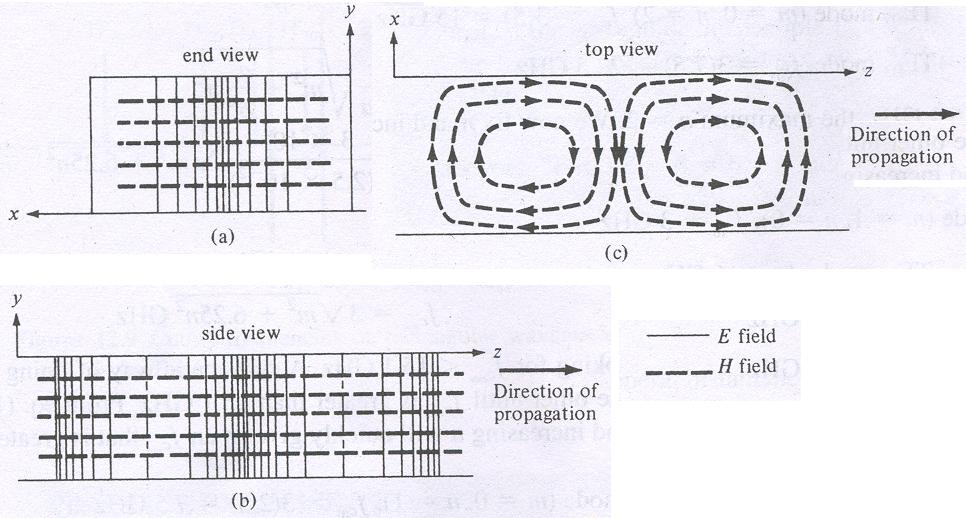 y
end view
x
(a)
x
top view
z
Direction of
propagation
(c)
y
side view
z
Direction of
propagation
(b)
E field
H field